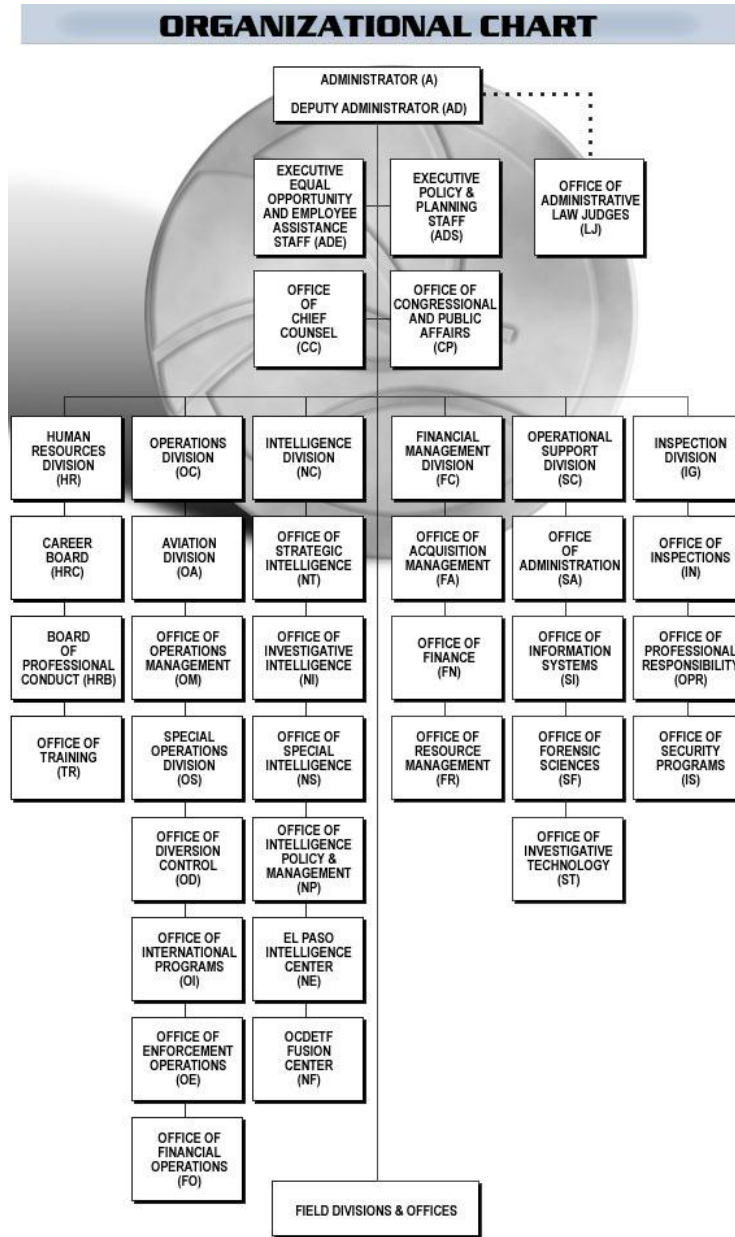 ORGANIZATIONAL CHART
ADMINISTRATOR (A)
DEPUTY ADMINISTRATOR (AD)
EXECUTIVE
EQUAL
OPPORTUNITY
AND EMPLOYEE
ASSISTANCE
STAFF (ADE)
EXECUTIVE
POLICY &
PLANNING
STAFF
(ADS)
OFFICE OF
ADMINISTRATIVE
LAW JUDGES
(LJ)
OFFICE
OF
CHIEF
COUNSEL
(CC)
OFFICE OF
CONGRESSIONAL
AND PUBLIC
AFFAIRS
(CP)
HUMAN
RESOURCES
DIVISION
(HR)
OPERATIONS
DIVISION
(OC)
INTELLIGENCE
DIVISION
(NC)
FINANCIAL
MANAGEMENT
DIVISION
(FC)
OPERATIONAL
SUPPORT
DIVISION
(SC)
INSPECTION
DIVISION
(IG)
CAREER
BOARD
(HRC)
AVIATION
DIVISION
(OA)
OFFICE OF
STRATEGIC
INTELLIGENCE
(NT)
OFFICE OF
ACQUISITION
MANAGEMENT
(FA)
OFFICE
OF
ADMINISTRATION
(SA)
OFFICE OF
INSPECTIONS
(IN)
BOARD
OF
PROFESSIONAL
CONDUCT (HRB)
OFFICE OF
OPERATIONS
MANAGEMENT
(OM)
OFFICE OF
INVESTIGATIVE
INTELLIGENCE
(NI)
OFFICE OF
FINANCE
(FN)
OFFICE OF
INFORMATION
SYSTEMS
(SI)
OFFICE OF
PROFESSIONAL
RESPONSIBILITY
(OPR)
OFFICE OF
TRAINING
(TR)
SPECIAL
OPERATIONS
DIVISION
(OS)
OFFICE OF
SPECIAL
INTELLIGENCE
(NS)
OFFICE OF
RESOURCE
MANAGEMENT
(FR)
OFFICE OF
FORENSIC
SCIENCES
(SF)
OFFICE OF
SECURITY
PROGRAMS
(IS)
OFFICE OF
DIVERSION
CONTROL
(OD)
OFFICE OF
INTELLIGENCE
POLICY &
MANAGEMENT
(NP)
OFFICE OF
INVESTIGATIVE
TECHNOLOGY
(ST)
OFFICE OF
INTERNATIONAL
PROGRAMS
(OI)
EL PASO
INTELLIGENCE
CENTER
(NE)
OFFICE OF
ENFORCEMENT
OPERATIONS
(OE)
OCDETF
FUSION
CENTER
(NF)
OFFICE OF
FINANCIAL
OPERATIONS
(FO)
FIELD DIVISIONS & OFFICES